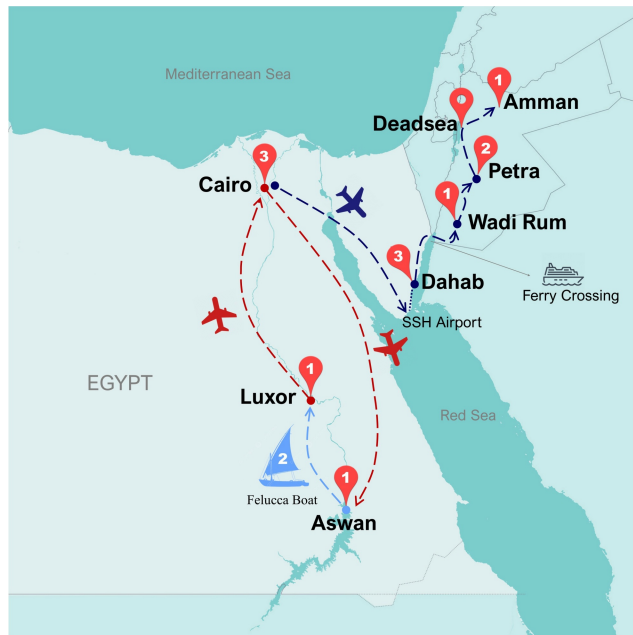 Mediterranean Sea
1
Amman
Deadsea
2
Petra
3
Cairo
1
Wadi Rum
3
Dahab
Ferry Crossing
SSH Airport
EGYPT
1
Luxor
Red Sea
2
Felucca Boat
1
Aswan